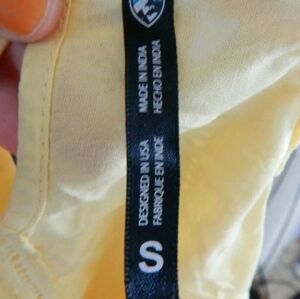 MADE IN INDIA
HECHO EN INDIA
DESIGNED IN USA
FABRIQUE EN INDE
S